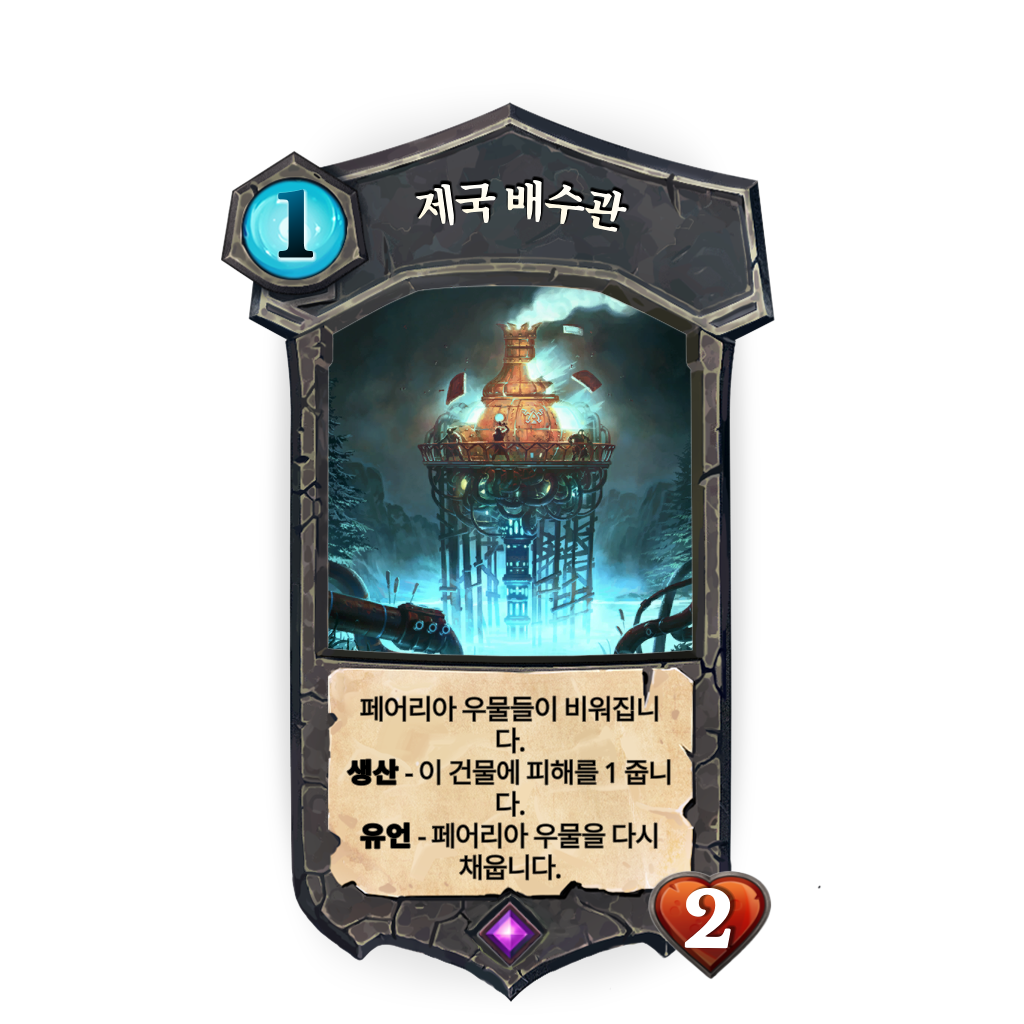 1
제국 배수관
페어리아 우물들이 비워집니
다.
생산 - 이 건물에 피해를 1 줍니
다.
유언 - 페어리아 우물을 다시
채웁니다.
2